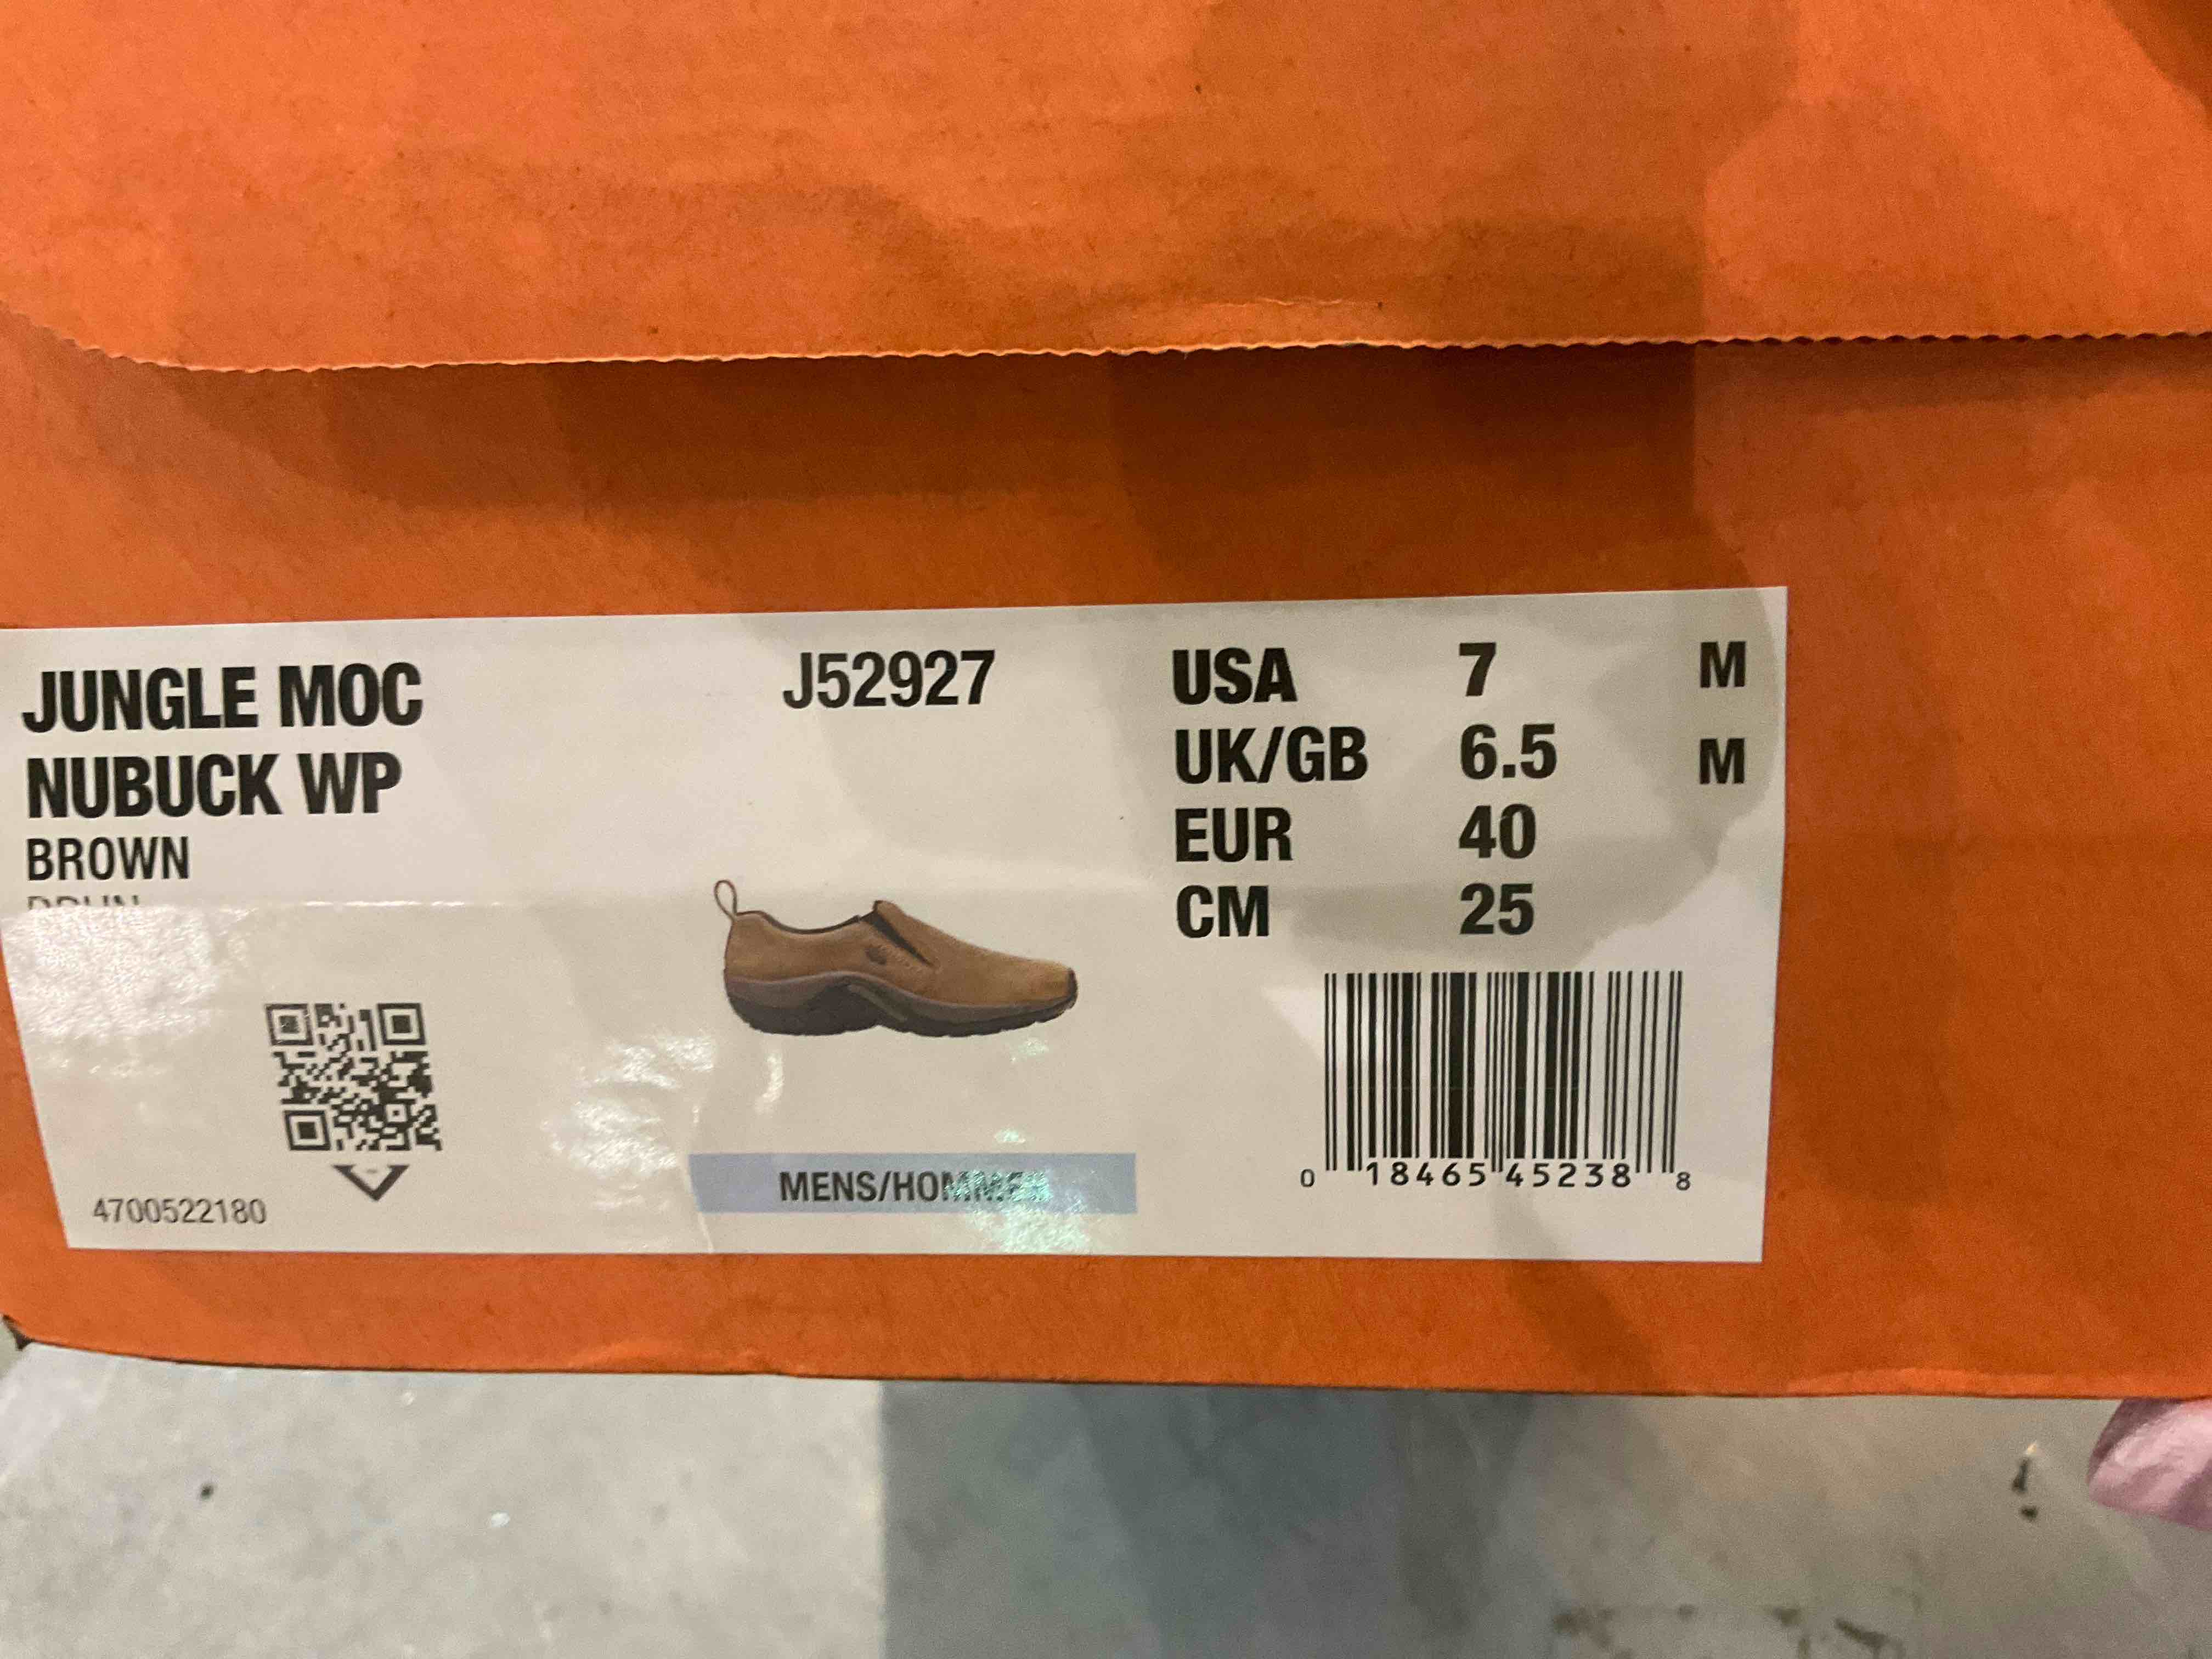 JUNGLE MOC
NUBUCK WP
BROWN
J52927
USA 7 M
UK/GB 6.5 M
EUR 40
CM 25
MENS/HOMMES
4700522180
0 18465 45238 8